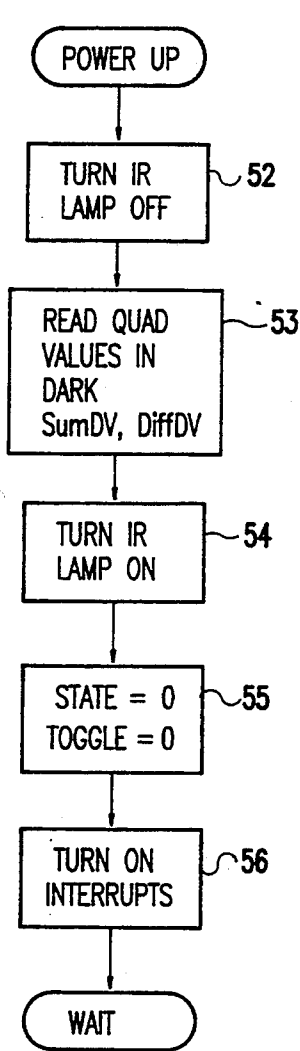 POWER UP
TURN IR
LAMP OFF
52
READ QUAD
VALUES IN
DARK
SumDV, DiffDV
53
TURN IR
LAMP ON
54
STATE = 0
TOGGLE = 0
55
TURN ON
INTERRUPTS
56
WAIT